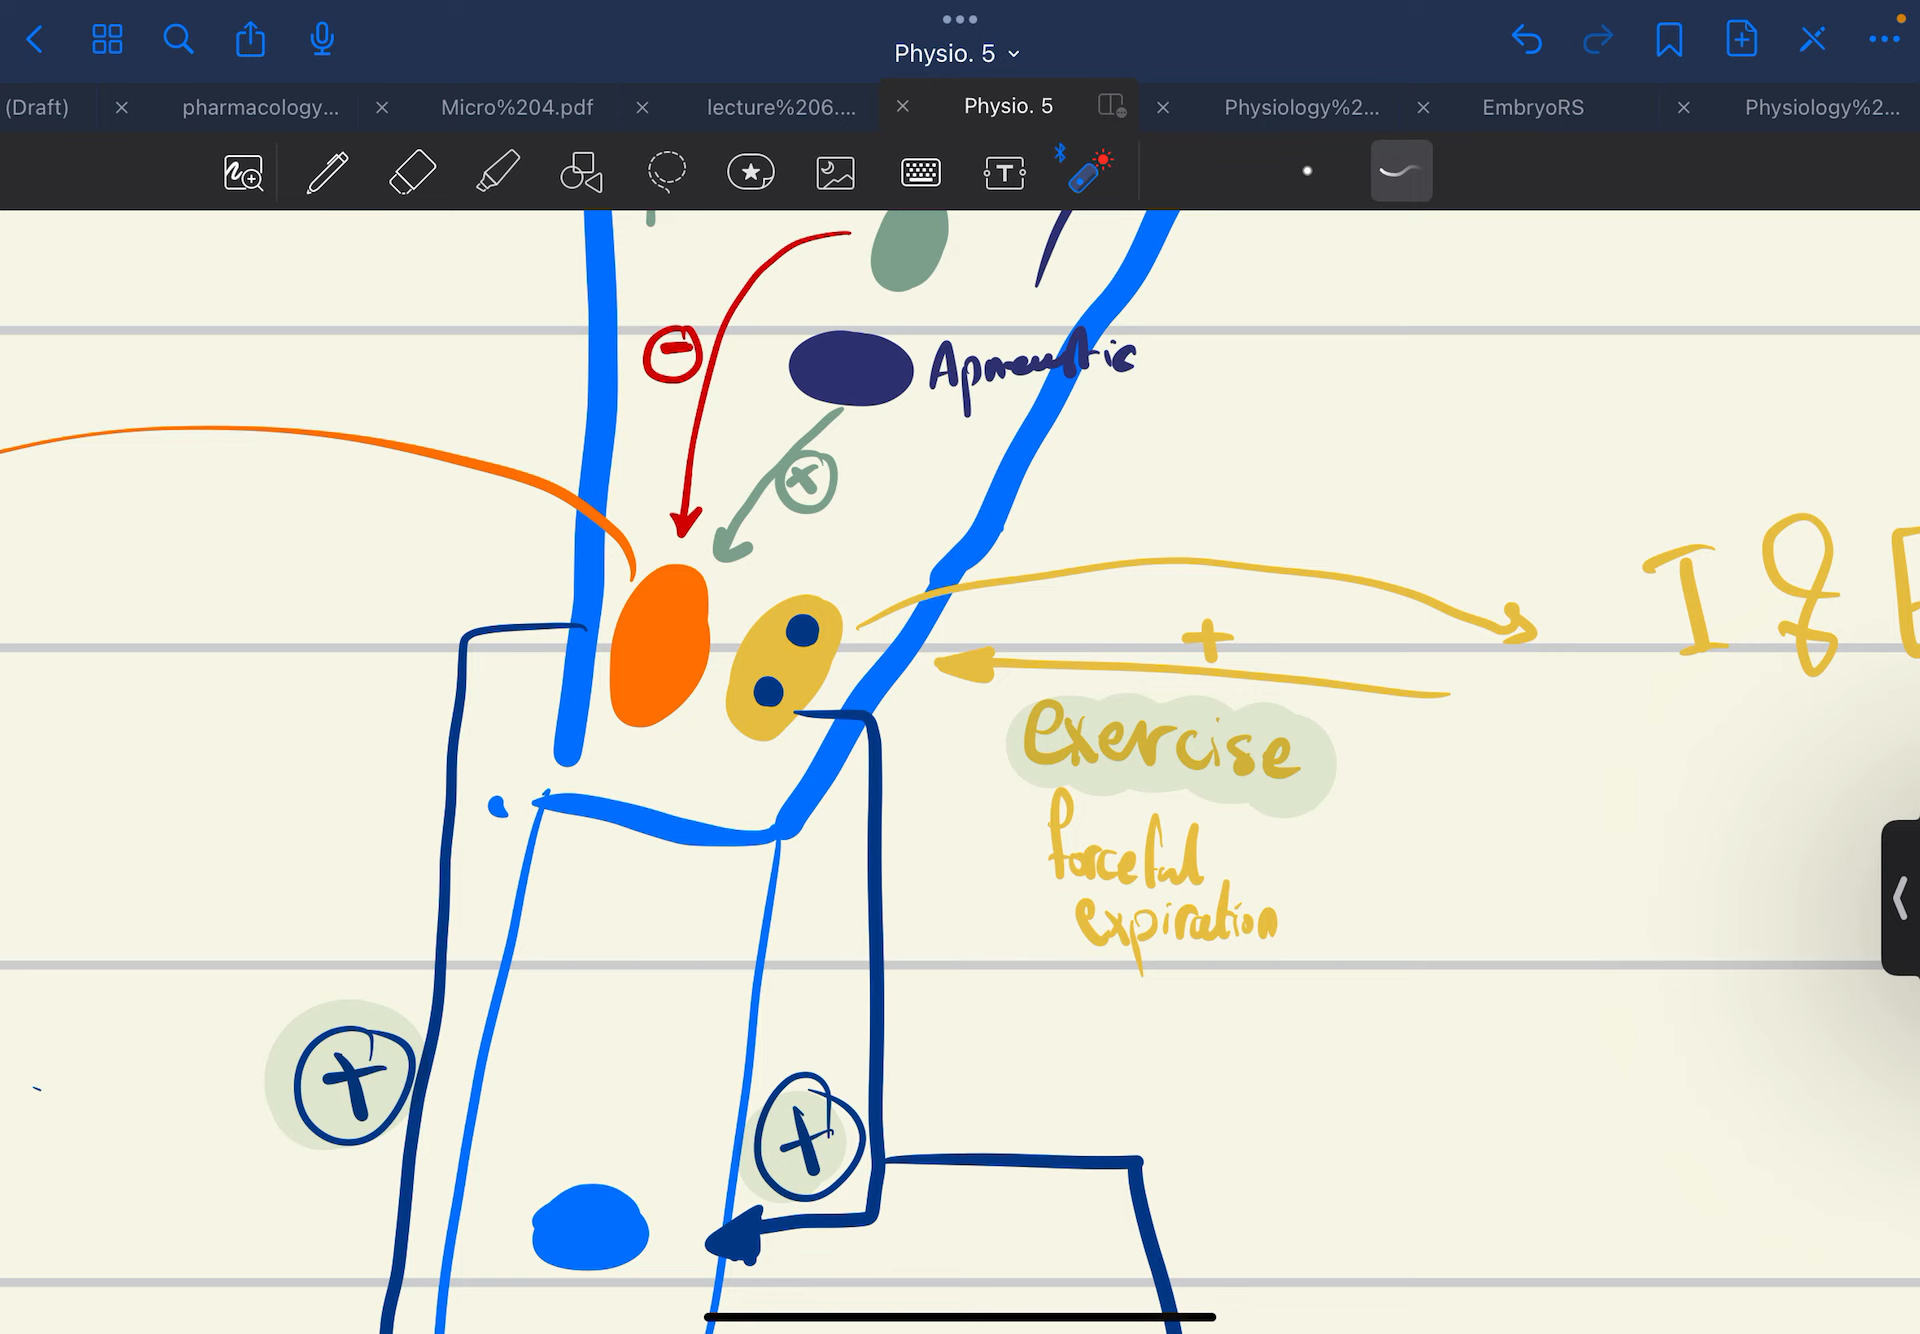 Physio. 5
(Draft)
pharmacology...
Micro%204.pdf
lecture%206....
Physio. 5
Physiology%2...
EmbryoRS
Physiology%2...
T
−
+
I & E
+
exercise
forceful
expiration
+
+